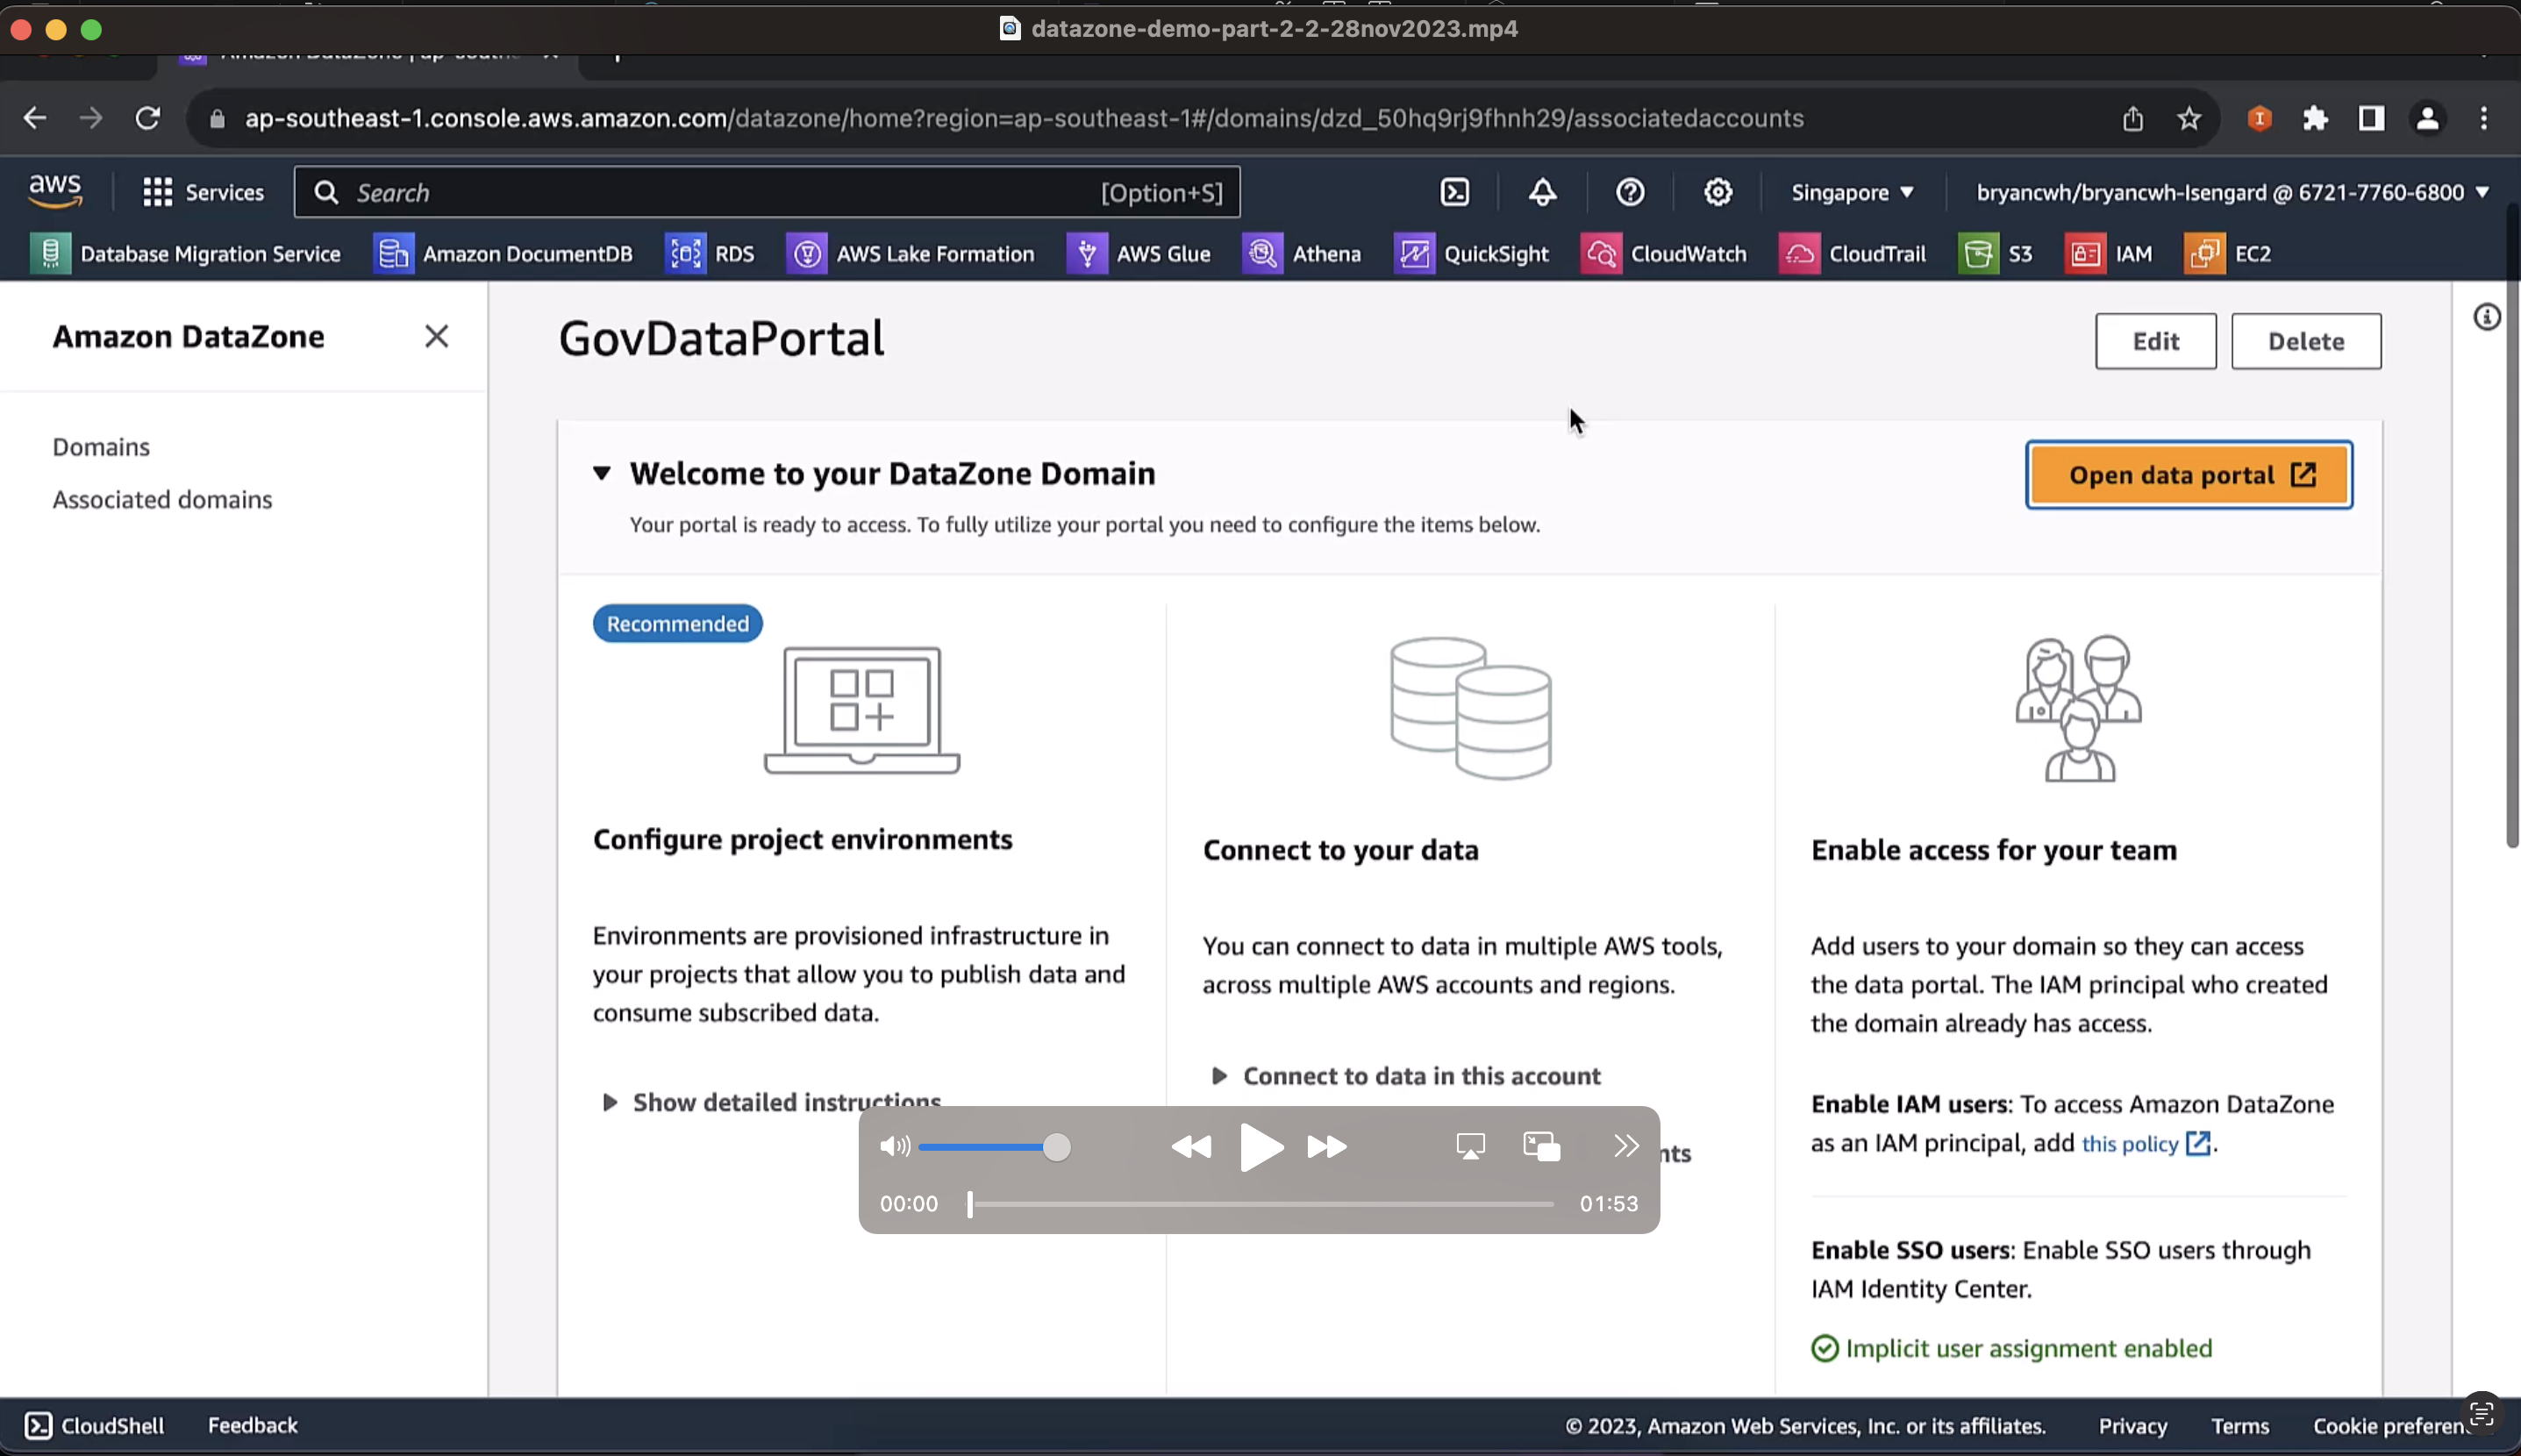 datazone-demo-part-2-2-28nov2023.mp4
ap-southeast-1.console.aws.amazon.com/datazone/home?region=ap-southeast-1#/domains/dzd_50hq9rj9fhnh29/associatedaccounts
aws Services Search [Option+S] Singapore bryancwh/bryancwh-Isengard @ 6721-7760-6800
Database Migration Service Amazon DocumentDB RDS AWS Lake Formation AWS Glue Athena QuickSight CloudWatch CloudTrail S3 IAM EC2
Amazon DataZone
Domains
Associated domains
GovDataPortal
Edit Delete
Welcome to your DataZone Domain
Open data portal
Your portal is ready to access. To fully utilize your portal you need to configure the items below.
Recommended
Configure project environments
Environments are provisioned infrastructure in
your projects that allow you to publish data and
consume subscribed data.
Show detailed instructions
Connect to your data
You can connect to data in multiple AWS tools,
across multiple AWS accounts and regions.
Connect to data in this account
Enable access for your team
Add users to your domain so they can access
the data portal. The IAM principal who created
the domain already has access.
Enable IAM users: To access Amazon DataZone
as an IAM principal, add this policy.
Enable SSO users: Enable SSO users through
IAM Identity Center.
Implicit user assignment enabled
00:00 01:53
CloudShell Feedback © 2023, Amazon Web Services, Inc. or its affiliates. Privacy Terms Cookie